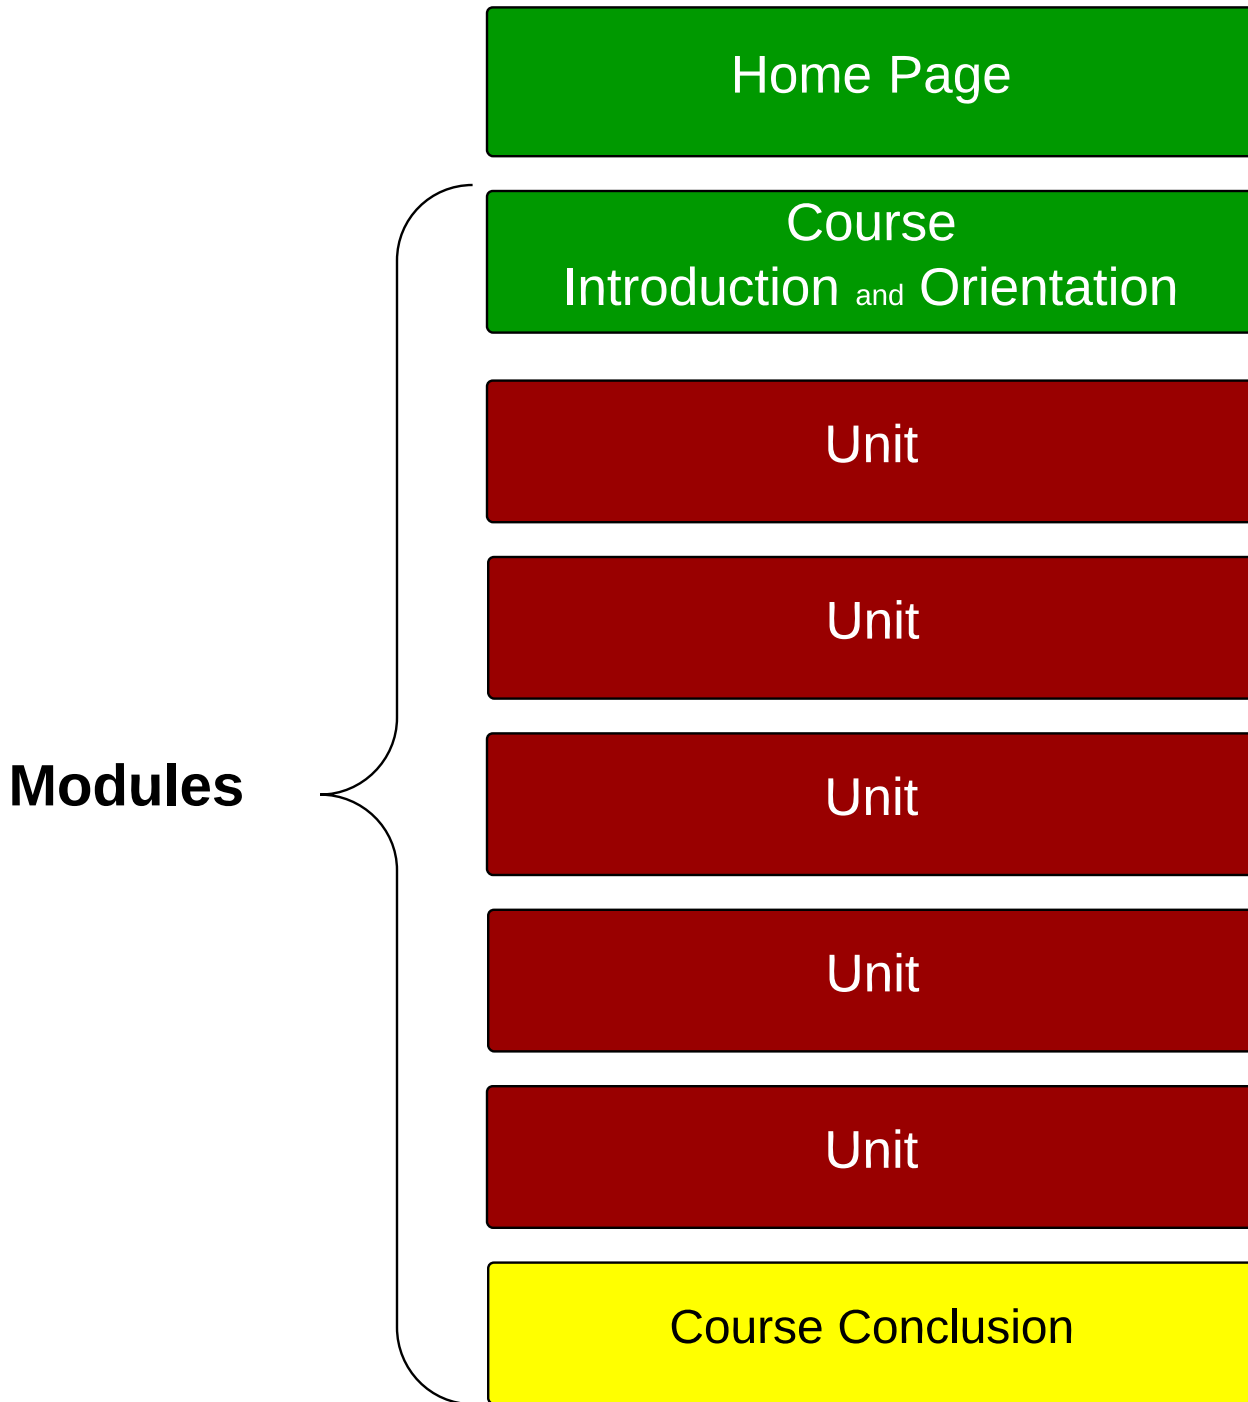 Home Page
Course
Introduction and Orientation
Unit
Unit
Modules
Unit
Unit
Unit
Course Conclusion